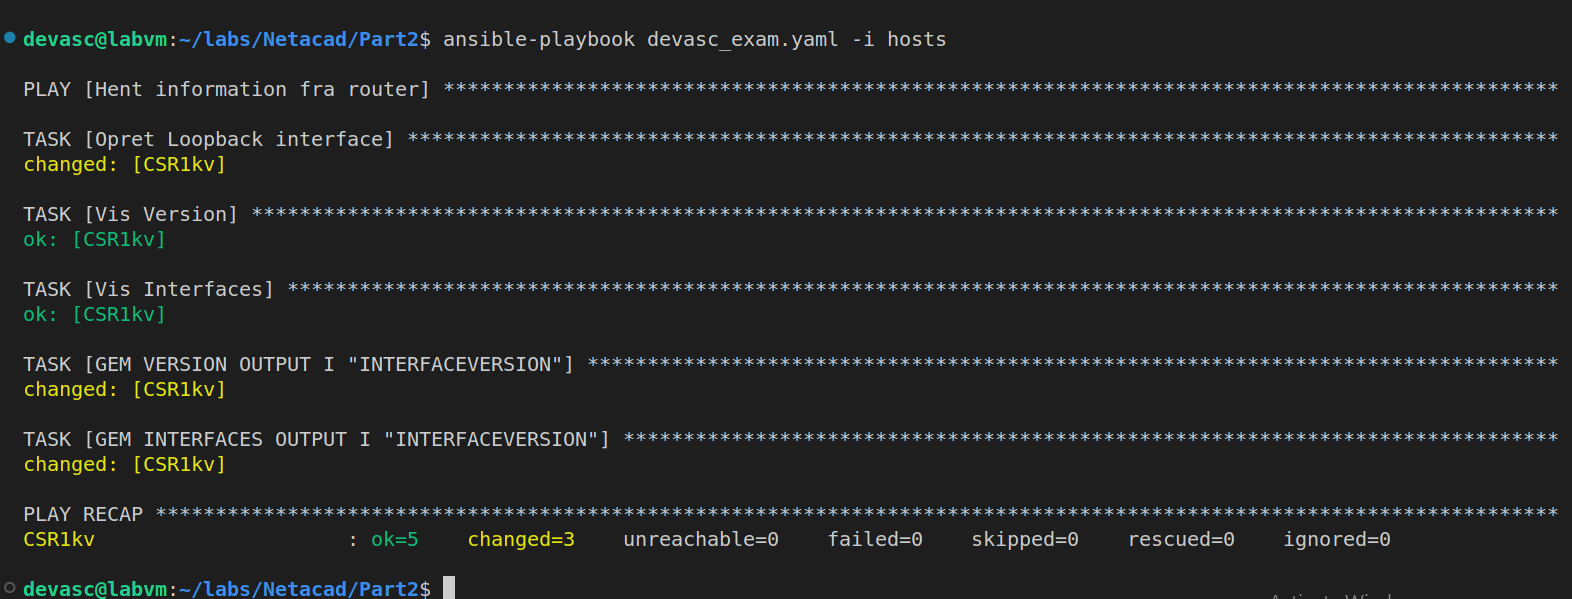 devasc@labvm:~/labs/Netacad/Part2$ ansible-playbook devasc_exam.yaml -i hosts
PLAY [Hent information fra router] *********************************************************************************************
TASK [Opret Loopback interface] ************************************************************************************************
changed: [CSR1kv]
TASK [Vis Version] *************************************************************************************************************
ok: [CSR1kv]
TASK [Vis Interfaces] **********************************************************************************************************
ok: [CSR1kv]
TASK [GEM VERSION OUTPUT I "INTERFACEVERSION"] *********************************************************************************
changed: [CSR1kv]
TASK [GEM INTERFACES OUTPUT I "INTERFACEVERSION"] ******************************************************************************
changed: [CSR1kv]
PLAY RECAP *********************************************************************************************************************
CSR1kv                     : ok=5    changed=3    unreachable=0    failed=0    skipped=0    rescued=0    ignored=0
devasc@labvm:~/labs/Netacad/Part2$